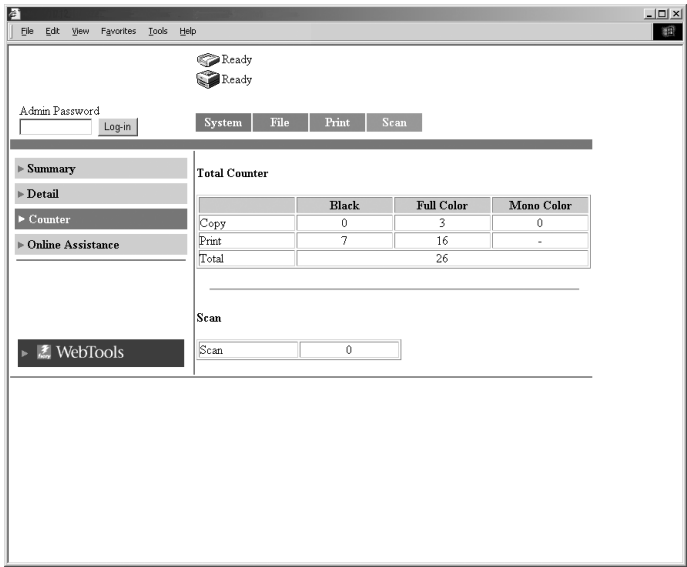 File Edit View Favorites Tools Help
Ready
Ready
Admin Password
Log-in
System File Print Scan
Summary
Detail
Counter
Online Assistance
WebTools
Total Counter
Black Full Color Mono Color
Copy 0 3 0
Print 7 16 -
Total 26
Scan
Scan 0